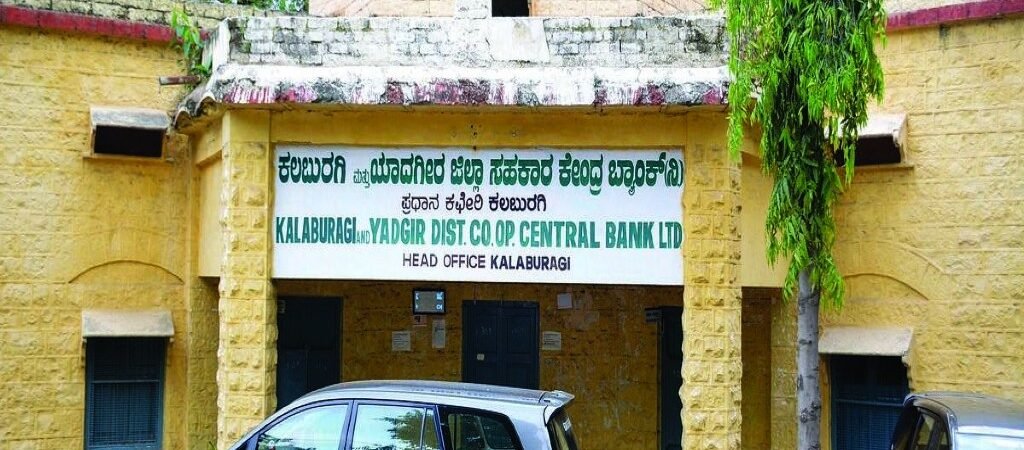 ಕಲಬುರಗಿ ಮತ್ತು ಯಾದಗೀರ ಜಿಲ್ಲಾ ಸಹಕಾರ ಕೇಂದ್ರ ಬ್ಯಾಂಕ್(ನಿ)
ಪ್ರಧಾನ ಕಛೇರಿ ಕಲಬುರಗಿ
KALABURAGI AND YADGIR DIST. CO. OP. CENTRAL BANK LTD
HEAD OFFICE KALABURAGI